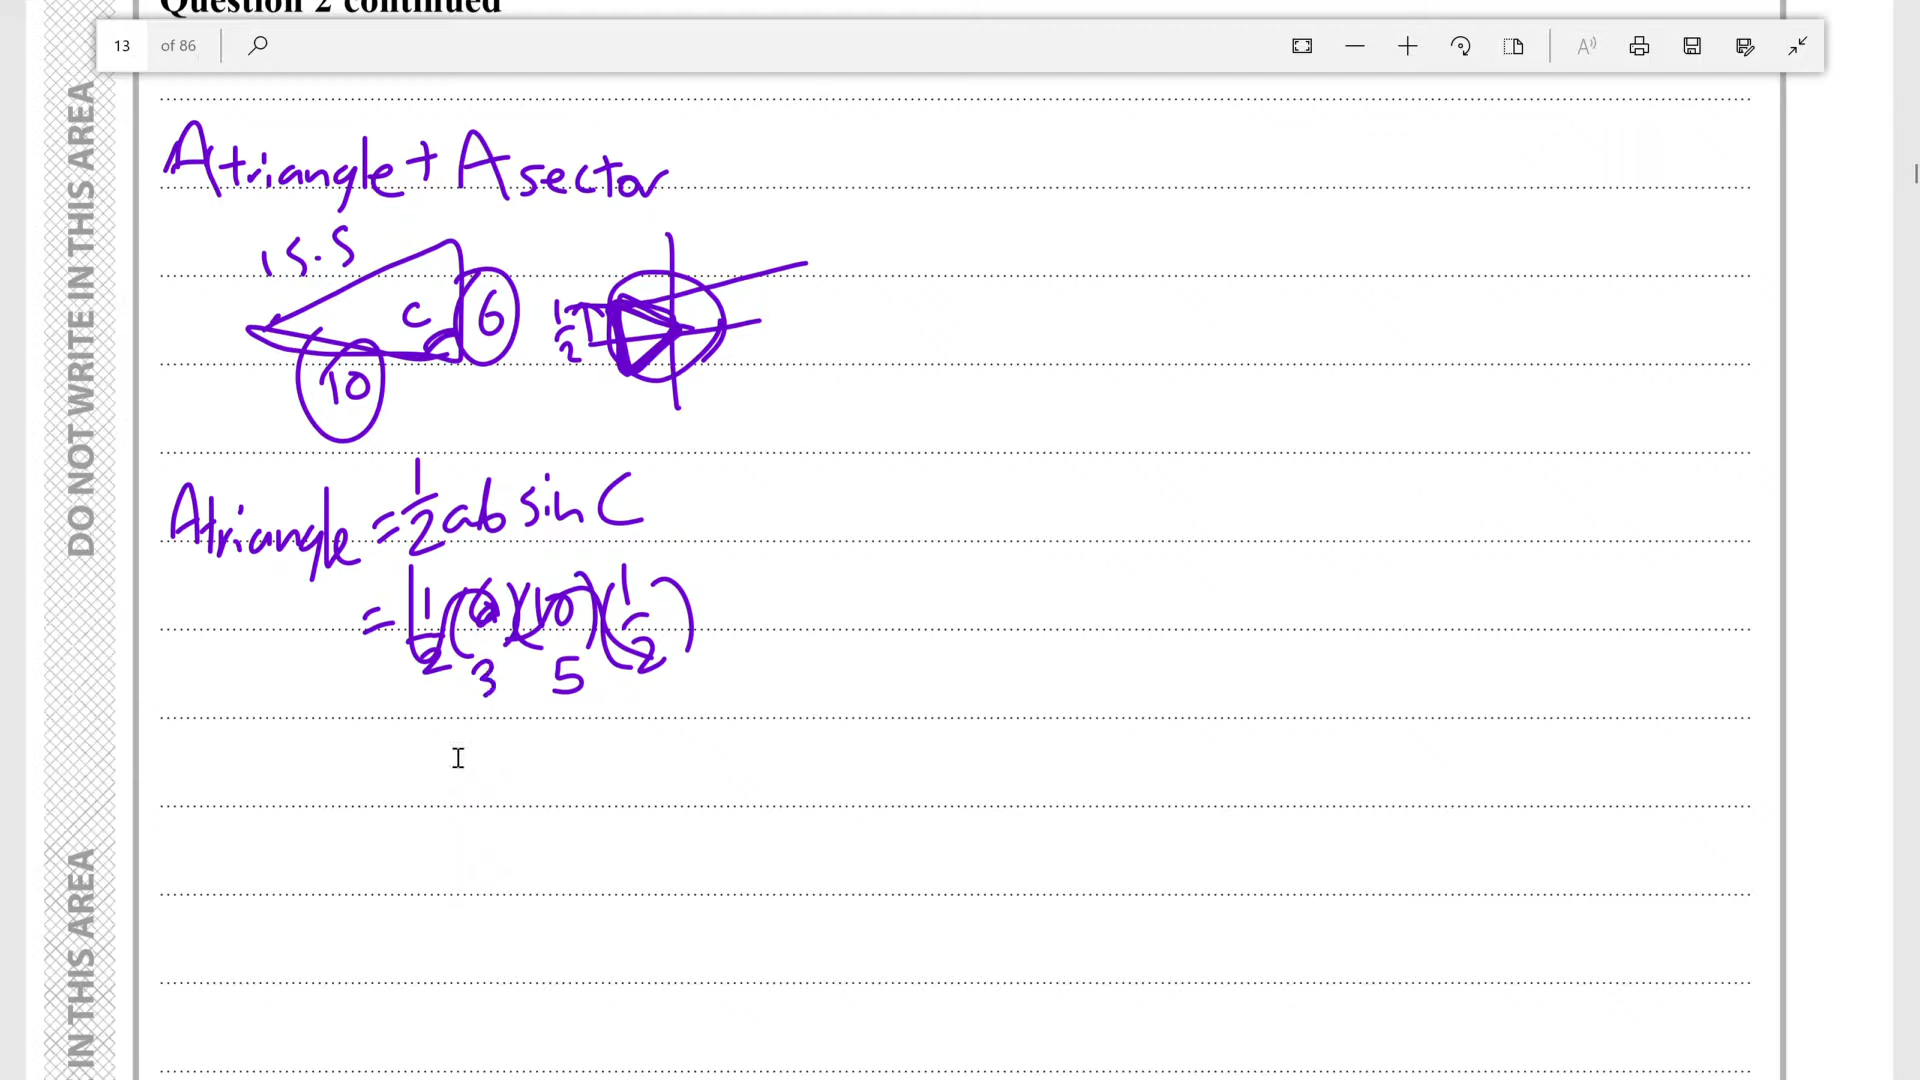 Question 2 continued
13 of 86
DO NOT WRITE IN THIS AREA
IN THIS AREA
Atriangle + Asector
15.5
C
6
10
1/2
Atriangle = 1/2 ab sin C
= 1/2 (6)(10)(1/2)
3 5